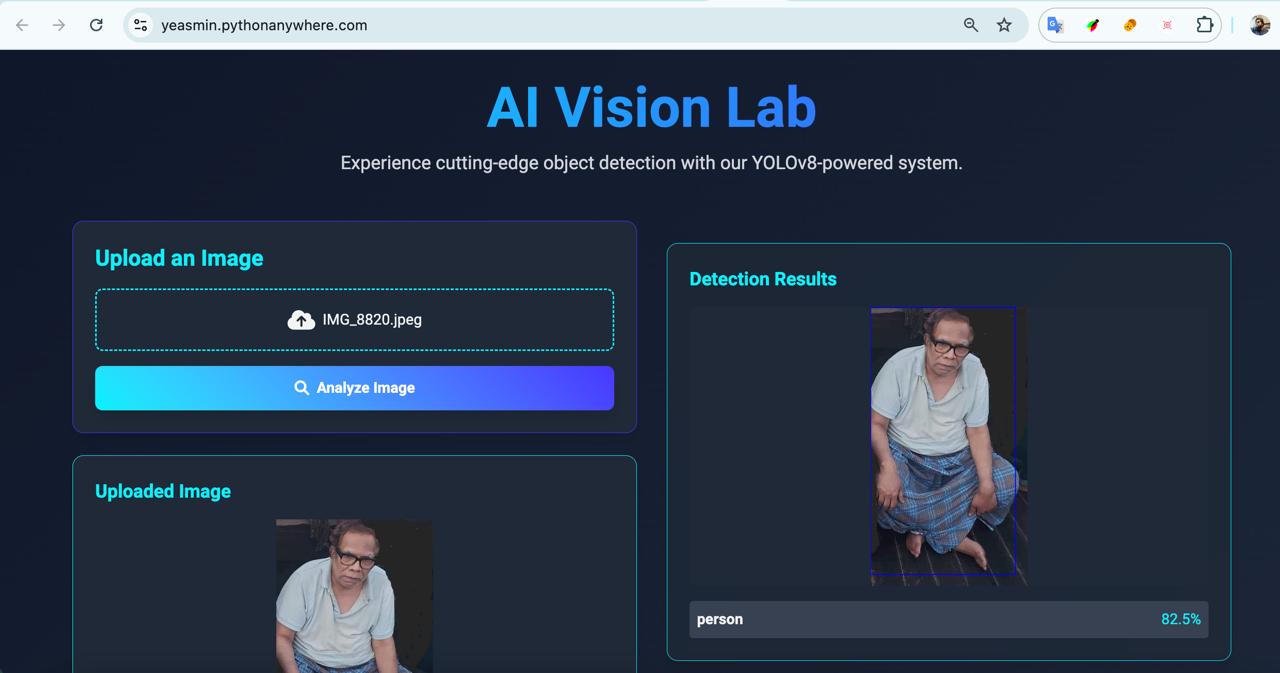 yeasmin.pythonanywhere.com
AI Vision Lab
Experience cutting-edge object detection with our YOLOv8-powered system.
Upload an Image
IMG_8820.jpeg
Analyze Image
Uploaded Image
Detection Results
person 82.5%